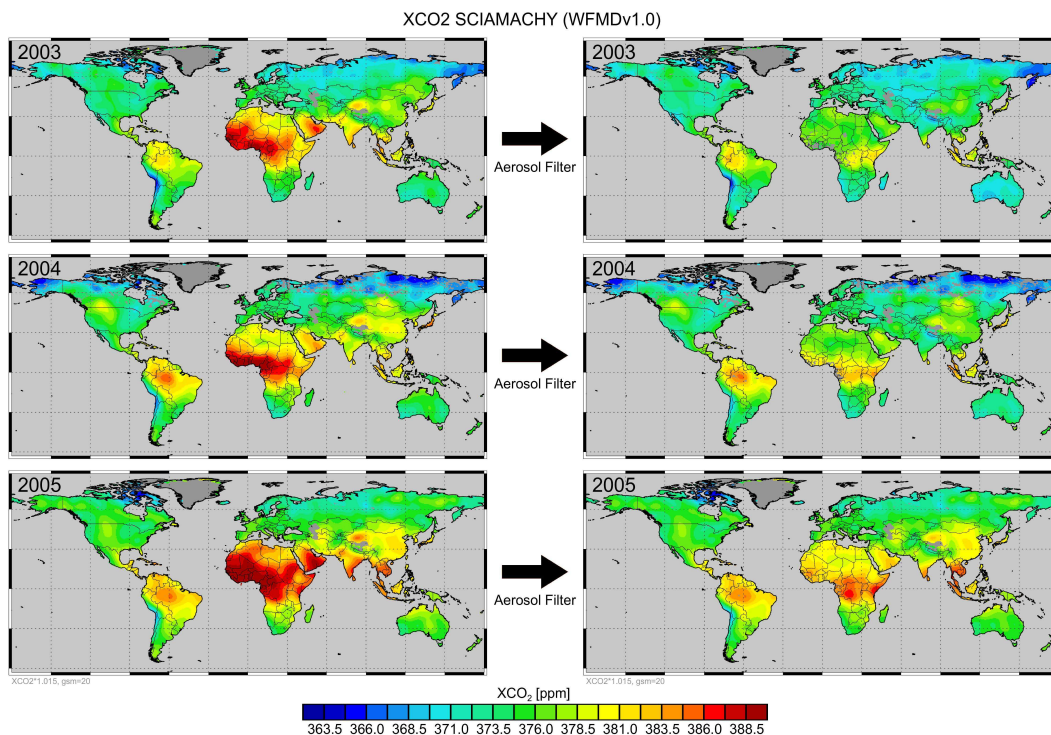 XCO2 SCIAMACHY (WFMDv1.0)
2003
2003
Aerosol Filter
2004
2004
Aerosol Filter
2005
2005
Aerosol Filter
XCO2*1.015, gsm=20
XCO2*1.015, gsm=20
XCO₂ [ppm]
363.5 366.0 368.5 371.0 373.5 376.0 378.5 381.0 383.5 386.0 388.5